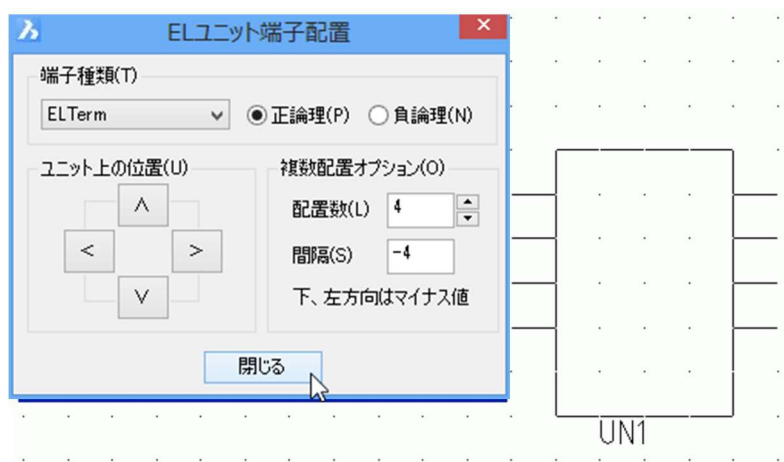 ELユニット端子配置
端子種類(T)
ELTerm 正論理(P) 負論理(N)
ユニット上の位置(U)
複数配置オプション(O)
配置数(L) 4
間隔(S) -4
下、左方向はマイナス値
閉じる
UN1